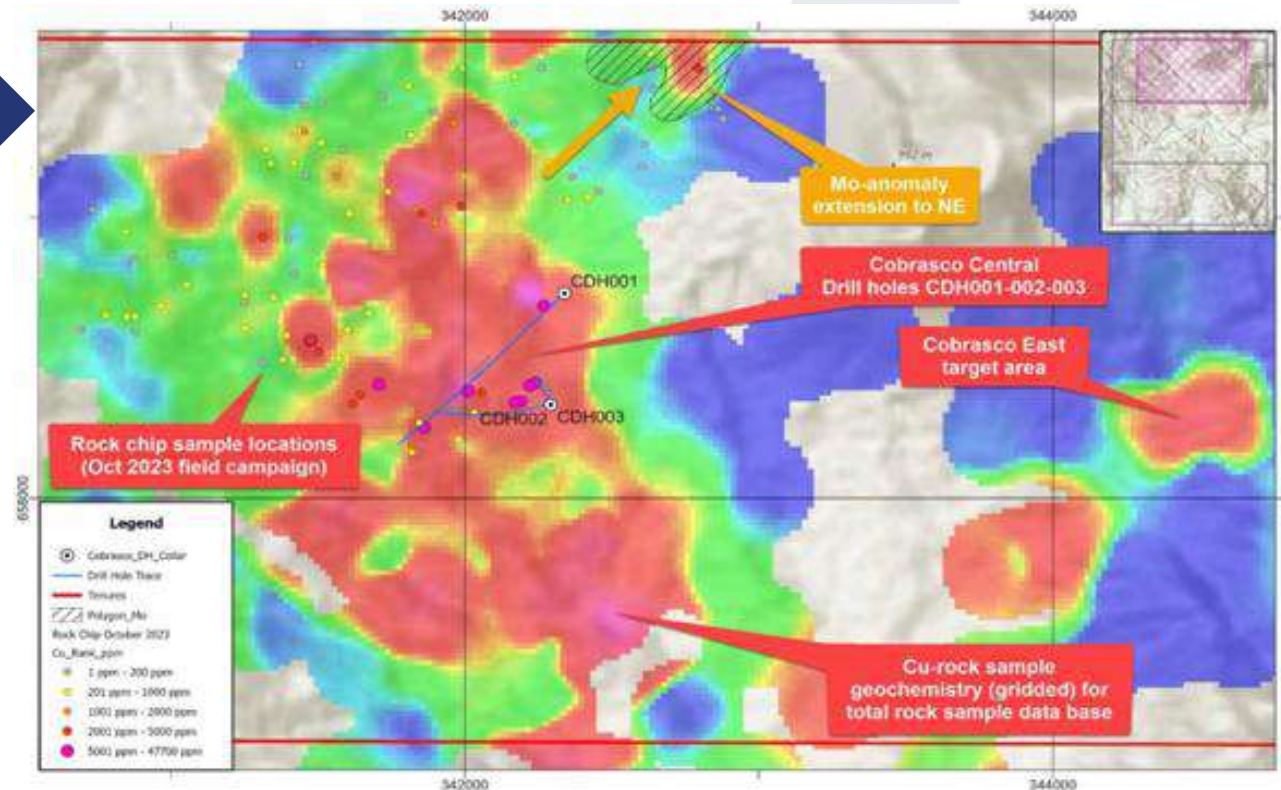 342000
344000
Mo-anomaly
extension to NE
CDH001
Cobrasco Central
Drill holes CDH001-002-003
Cobrasco East
target area
CDH002
CDH003
Rock chip sample locations
(Oct 2023 field campaign)
658000
Legend
Cobrasco_DH_Collar
Drill Hole Trace
Tenures
Polygon_Mo
Rock Chip October 2023
Cu_Rank_ppm
1 ppm - 200 ppm
201 ppm - 1000 ppm
1001 ppm - 2000 ppm
2001 ppm - 5000 ppm
5001 ppm - 47700 ppm
Cu-rock sample
geochemistry (gridded) for
total rock sample data base
342000
344000